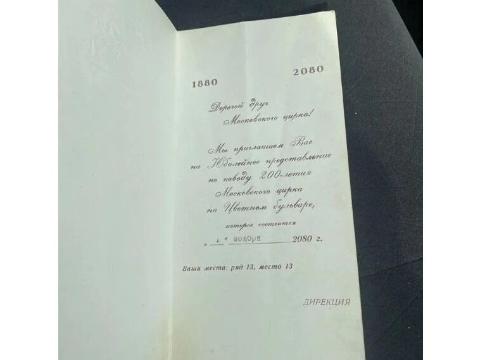 1880 2080
Дорогой друг
Московского цирка!
Мы приглашаем Вас
на Юбилейное представление
по поводу 200-летия
Московского цирка
на Цветном бульваре,
которое состоится
" 1 " ноября 2080 г.
Ваши места: ряд 13, место 13
ДИРЕКЦИЯ